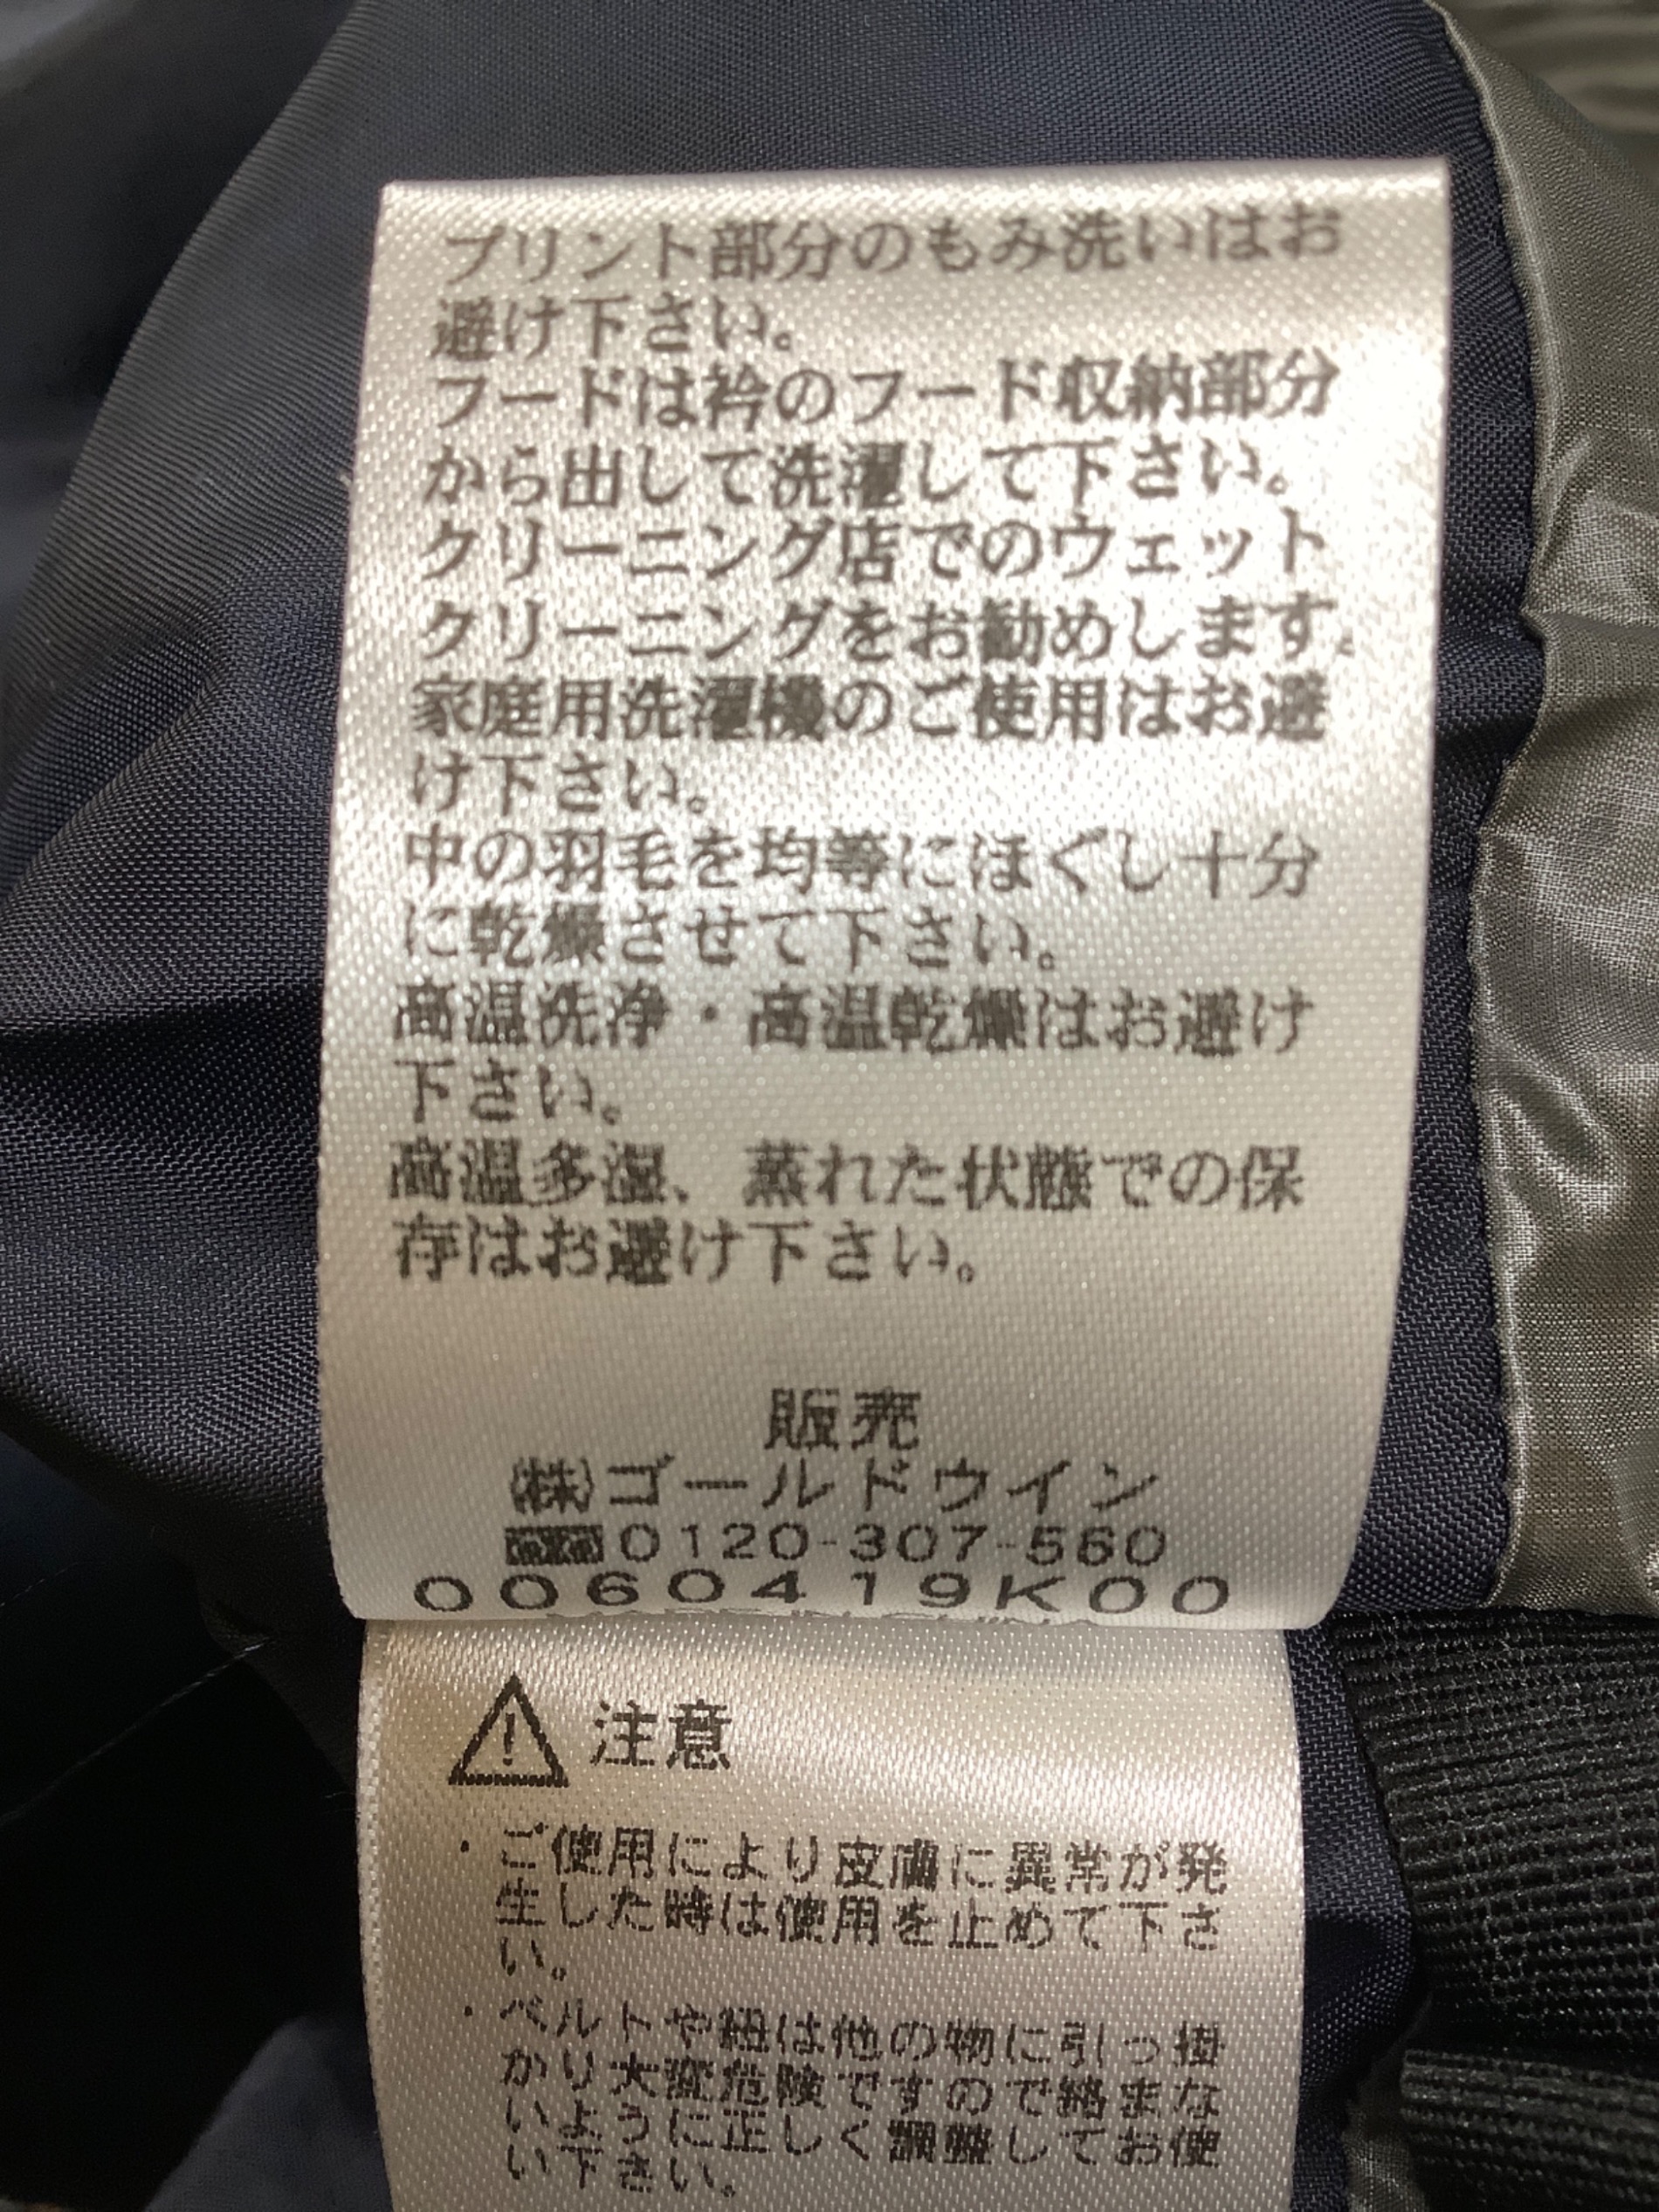 プリント部分のもみ洗いはお
避け下さい。
フードは衿のフード収納部分
から出して洗濯して下さい。
クリーニング店でのウェット
クリーニングをお勧めします。
家庭用洗濯機のご使用はお避
け下さい。
中の羽毛を均等にほぐし十分
に乾燥させて下さい。
高温洗浄・高温乾燥はお避け
下さい。
高温多湿、蒸れた状態での保
存はお避け下さい。
販売
(株)ゴールドウイン
0120-307-560
0060419K00
注意
・ご使用により皮膚に異常が発
生した時は使用を止めて下さ
い。
・ベルトや紐は他の物に引っ掛
かり大変危険ですので絡まな
いように正しく調整してお使
い下さい。